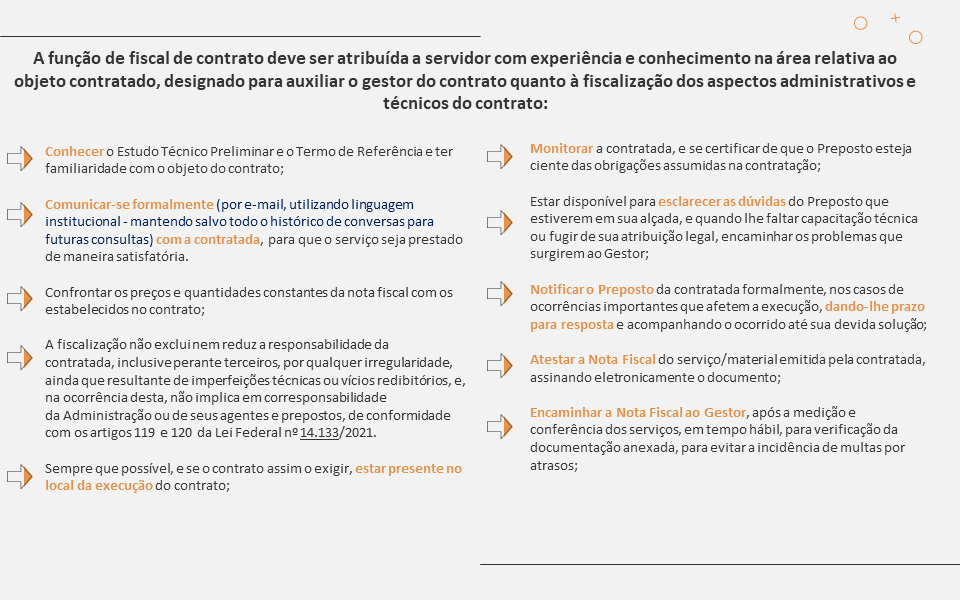 A função de fiscal de contrato deve ser atribuída a servidor com experiência e conhecimento na área relativa ao
objeto contratado, designado para auxiliar o gestor do contrato quanto à fiscalização dos aspectos administrativos e
técnicos do contrato:
Conhecer o Estudo Técnico Preliminar e o Termo de Referência e ter
familiaridade com o objeto do contrato;
Comunicar-se formalmente (por e-mail, utilizando linguagem
institucional - mantendo salvo todo o histórico de conversas para
futuras consultas) com a contratada, para que o serviço seja prestado
de maneira satisfatória.
Confrontar os preços e quantidades constantes da nota fiscal com os
estabelecidos no contrato;
A fiscalização não exclui nem reduz a responsabilidade da
contratada, inclusive perante terceiros, por qualquer irregularidade,
ainda que resultante de imperfeições técnicas ou vícios redibitórios, e,
na ocorrência desta, não implica em corresponsabilidade
da Administração ou de seus agentes e prepostos, de conformidade
com os artigos 119 e 120 da Lei Federal nº 14.133/2021.
Sempre que possível, e se o contrato assim o exigir, estar presente no
local da execução do contrato;
Monitorar a contratada, e se certificar de que o Preposto esteja
ciente das obrigações assumidas na contratação;
Estar disponível para esclarecer as dúvidas do Preposto que
estiverem em sua alçada, e quando lhe faltar capacitação técnica
ou fugir de sua atribuição legal, encaminhar os problemas que
surgirem ao Gestor;
Notificar o Preposto da contratada formalmente, nos casos de
ocorrências importantes que afetem a execução, dando-lhe prazo
para resposta e acompanhando o ocorrido até sua devida solução;
Atestar a Nota Fiscal do serviço/material emitida pela contratada,
assinando eletronicamente o documento;
Encaminhar a Nota Fiscal ao Gestor, após a medição e
conferência dos serviços, em tempo hábil, para verificação da
documentação anexada, para evitar a incidência de multas por
atrasos;